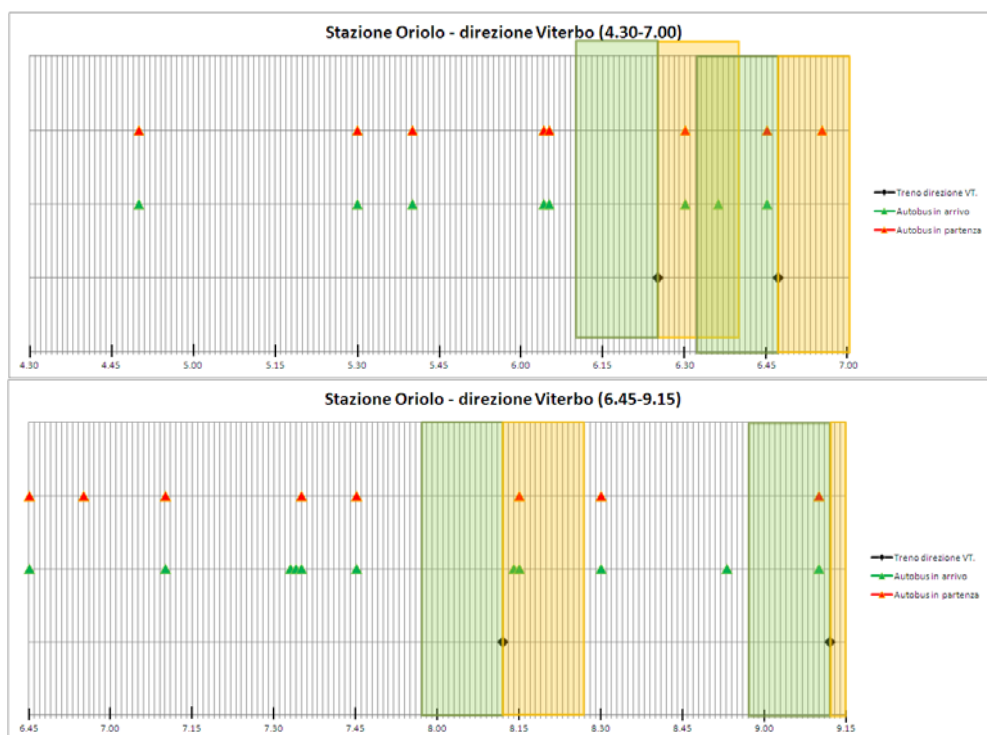 Stazione Oriolo - direzione Viterbo (4.30-7.00)
Treno direzione VT.
Autobus in arrivo
Autobus in partenza
4.30 4.45 5.00 5.15 5.30 5.45 6.00 6.15 6.30 6.45 7.00
Stazione Oriolo - direzione Viterbo (6.45-9.15)
Treno direzione VT.
Autobus in arrivo
Autobus in partenza
6.45 7.00 7.15 7.30 7.45 8.00 8.15 8.30 8.45 9.00 9.15